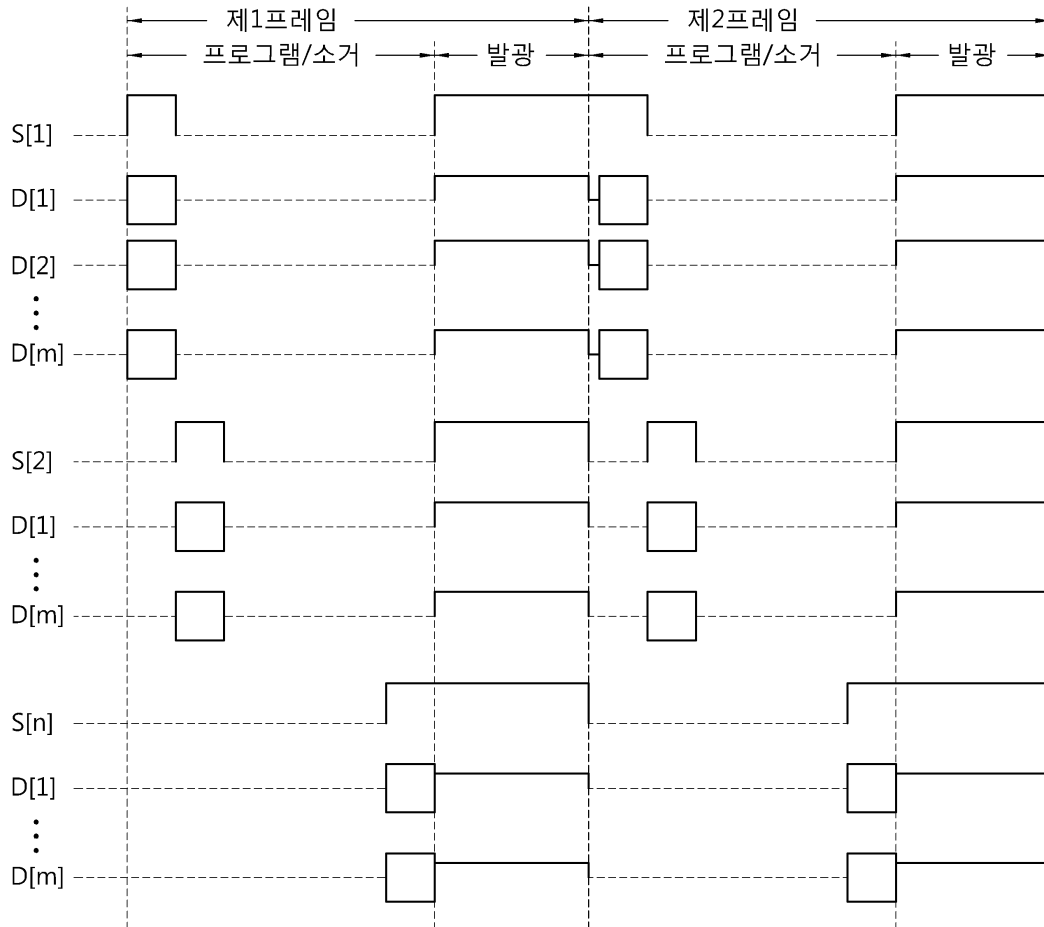 제1프레임 제2프레임
프로그램/소거 발광 프로그램/소거 발광
S[1]
D[1]
D[2]
D[m]
S[2]
D[1]
D[m]
S[n]
D[1]
D[m]